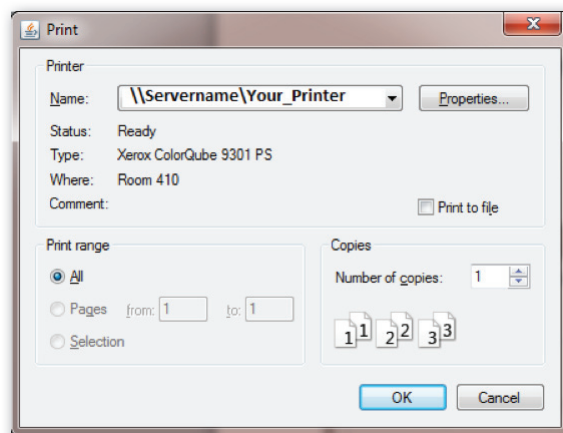 Print
Printer
Name: \\Servername\Your_Printer Properties...
Status: Ready
Type: Xerox ColorQube 9301 PS
Where: Room 410
Comment: Print to file
Print range
All
Pages from: 1 to: 1
Selection
Copies
Number of copies: 1
1 1 2 2 3 3
OK Cancel